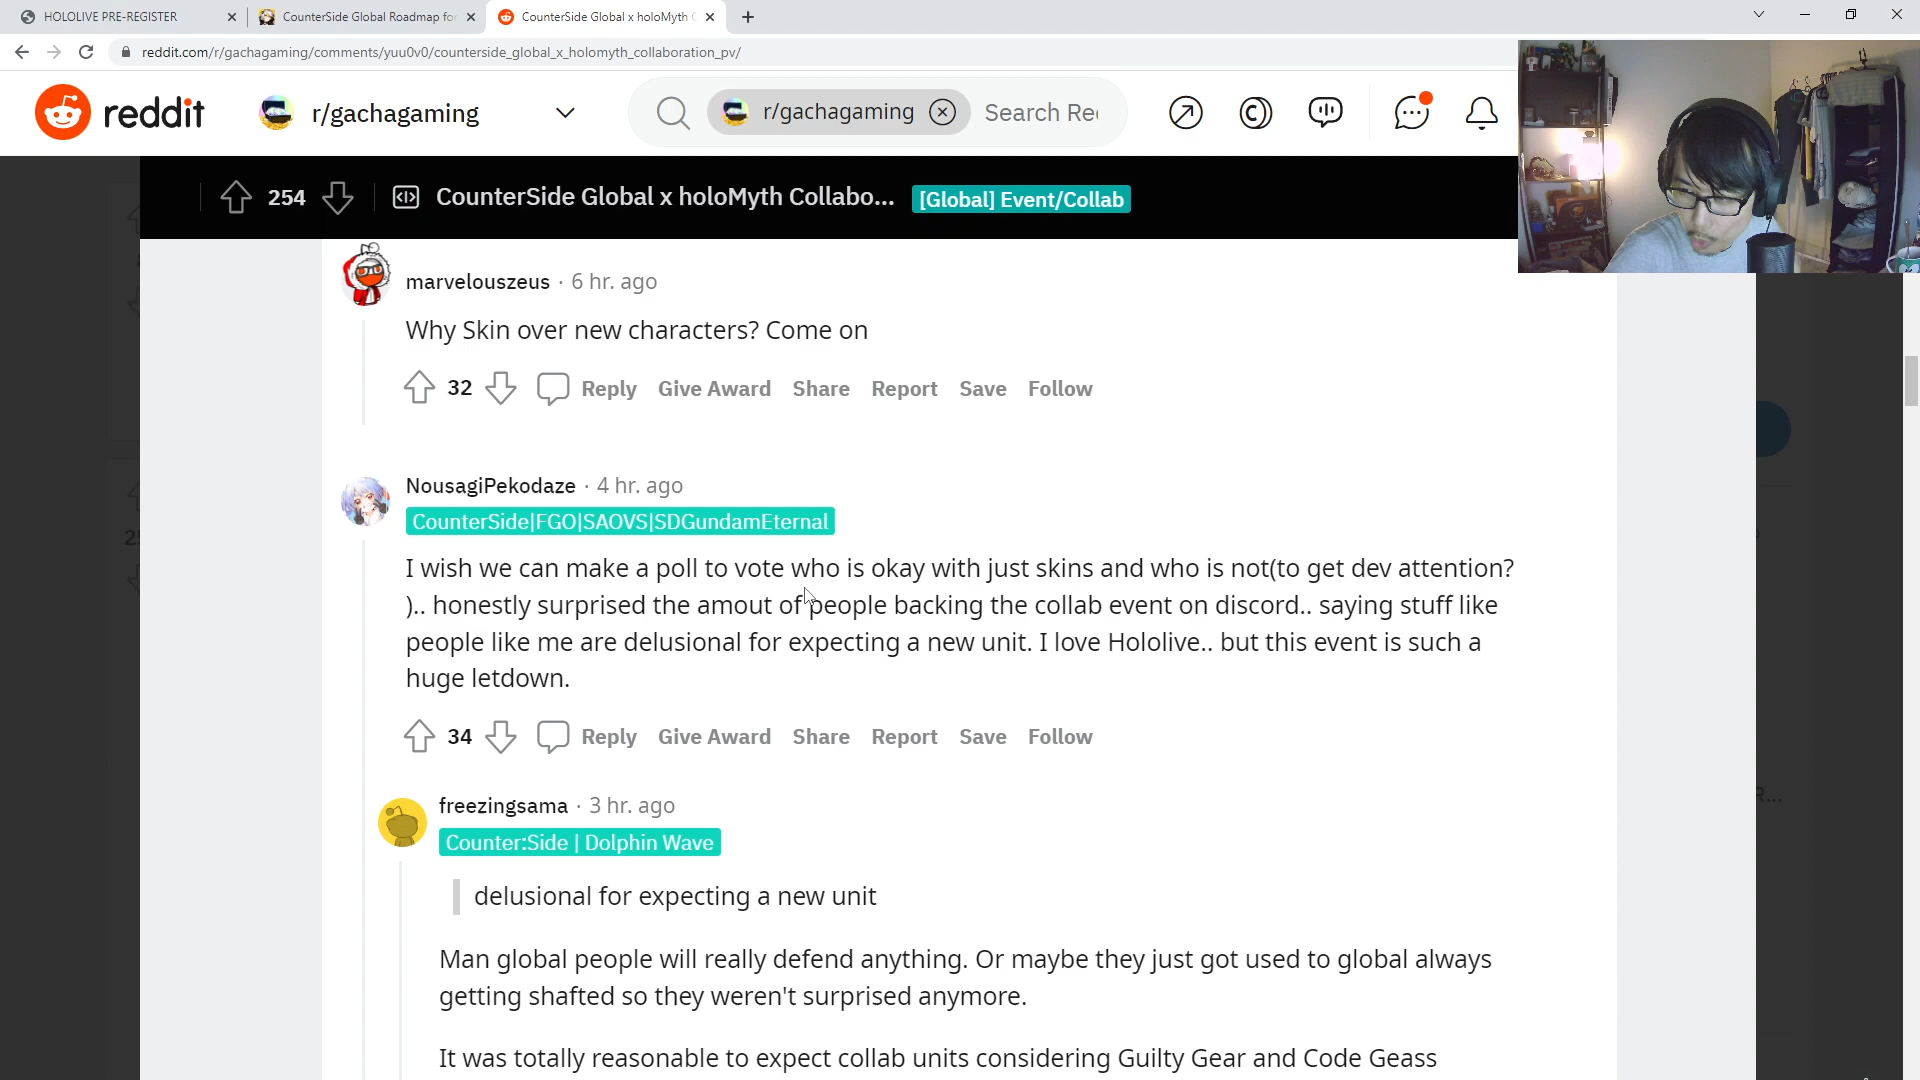 HOLOLIVE PRE-REGISTER
CounterSide Global Roadmap for
CounterSide Global x holoMyth C
reddit.com/r/gachagaming/comments/yuu0v0/counterside_global_x_holomyth_collaboration_pv/
reddit
r/gachagaming
r/gachagaming
Search Re
254
CounterSide Global x holoMyth Collabo...
[Global] Event/Collab
marvelouszeus · 6 hr. ago
Why Skin over new characters? Come on
32 Reply Give Award Share Report Save Follow
NousagiPekodaze · 4 hr. ago
CounterSide|FGO|SAOVS|SDGundamEternal
I wish we can make a poll to vote who is okay with just skins and who is not(to get dev attention?
).. honestly surprised the amout of people backing the collab event on discord.. saying stuff like
people like me are delusional for expecting a new unit. I love Hololive.. but this event is such a
huge letdown.
34 Reply Give Award Share Report Save Follow
freezingsama · 3 hr. ago
Counter:Side | Dolphin Wave
delusional for expecting a new unit
Man global people will really defend anything. Or maybe they just got used to global always
getting shafted so they weren't surprised anymore.
It was totally reasonable to expect collab units considering Guilty Gear and Code Geass